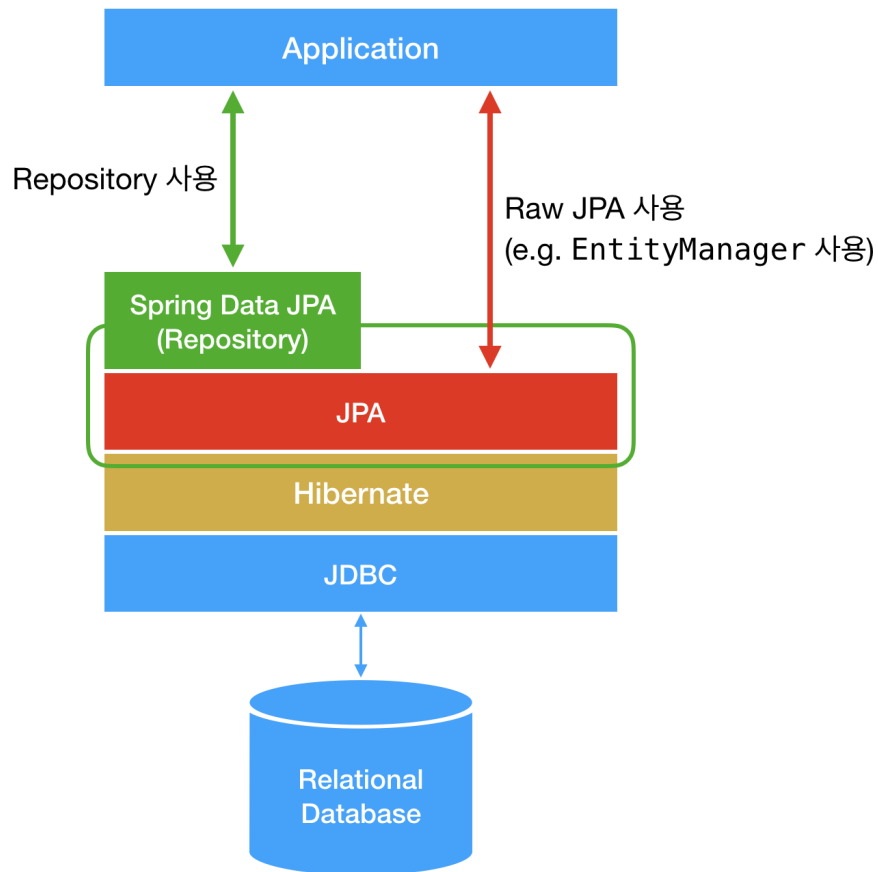 Application
Repository 사용
Raw JPA 사용
(e.g. EntityManager 사용)
Spring Data JPA
(Repository)
JPA
Hibernate
JDBC
Relational
Database